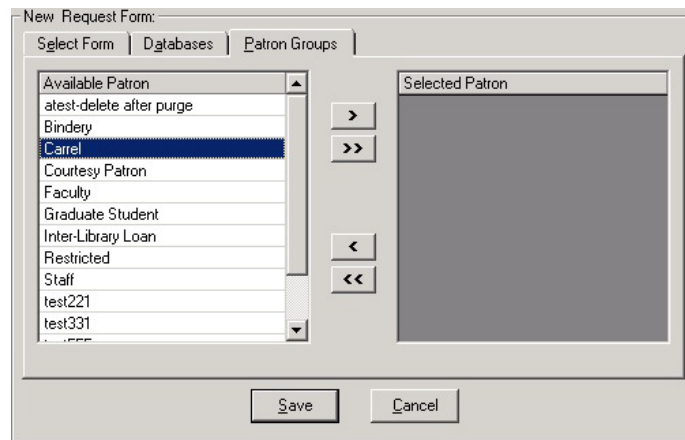 New Request Form:
Select Form Databases Patron Groups
Available Patron
atest-delete after purge
Bindery
Carrel
Courtesy Patron
Faculty
Graduate Student
Inter-Library Loan
Restricted
Staff
test221
test331
>
>>
<
<<
Selected Patron
Save Cancel